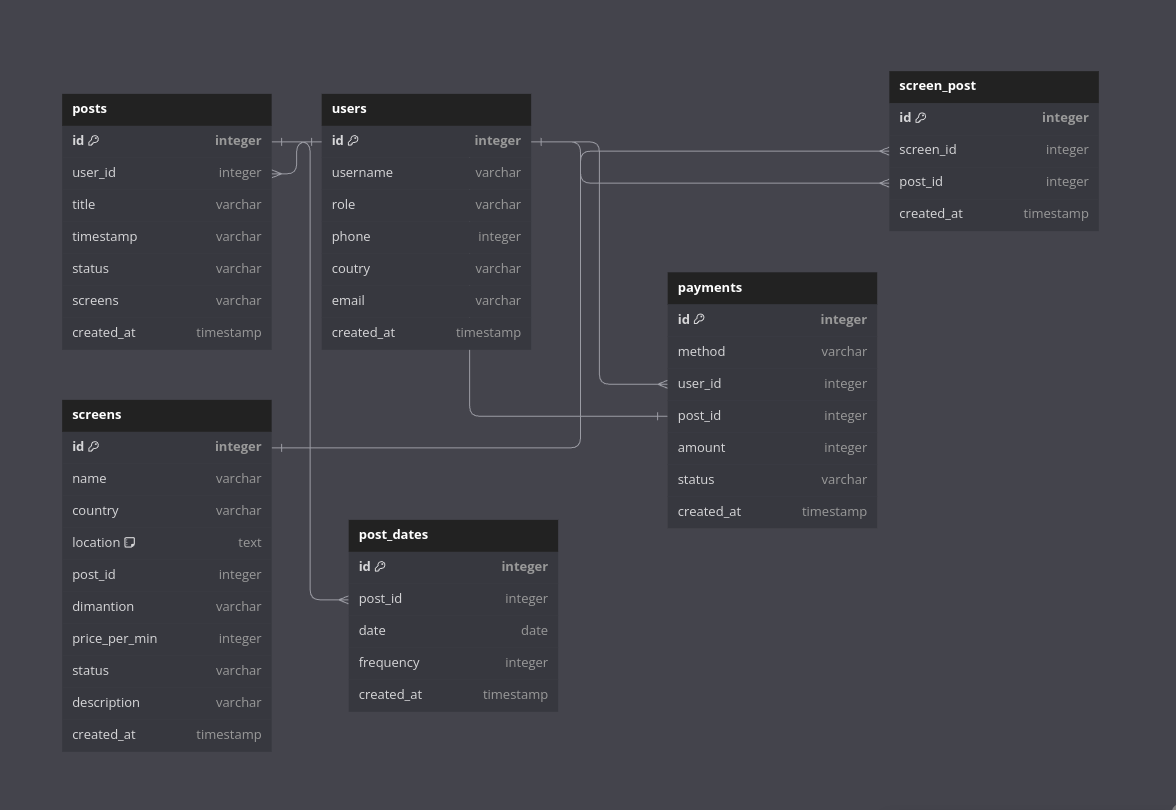 posts
id integer
user_id integer
title varchar
timestamp varchar
status varchar
screens varchar
created_at timestamp
users
id integer
username varchar
role varchar
phone integer
coutry varchar
email varchar
created_at timestamp
screen_post
id integer
screen_id integer
post_id integer
created_at timestamp
payments
id integer
method varchar
user_id integer
post_id integer
amount integer
status varchar
created_at timestamp
screens
id integer
name varchar
country varchar
location text
post_id integer
dimantion varchar
price_per_min integer
status varchar
description varchar
created_at timestamp
post_dates
id integer
post_id integer
date date
frequency integer
created_at timestamp